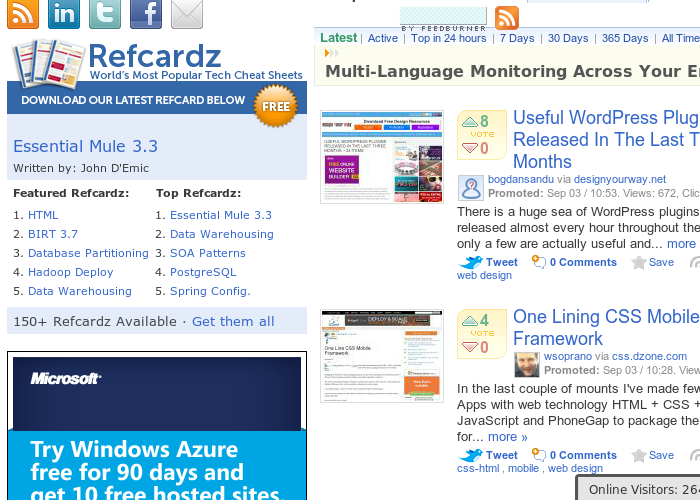 BY FEEDBURNER
Refcardz
World's Most Popular Tech Cheat Sheets
DOWNLOAD OUR LATEST REFCARD BELOW
FREE
Essential Mule 3.3
Written by: John D'Emic
Featured Refcardz:
1. HTML
2. BIRT 3.7
3. Database Partitioning
4. Hadoop Deploy
5. Data Warehousing
Top Refcardz:
1. Essential Mule 3.3
2. Data Warehousing
3. SOA Patterns
4. PostgreSQL
5. Spring Config.
150+ Refcardz Available · Get them all
Microsoft
Try Windows Azure
free for 90 days and
get 10 free hosted sites.
Latest | Active | Top in 24 hours | 7 Days | 30 Days | 365 Days | All Time
Multi-Language Monitoring Across Your
8
VOTE
0
Useful WordPress Plug
Released In The Last T
Months
bogdansandu via designyourway.net
Promoted: Sep 03 / 10:53. Views: 672, Clic
There is a huge sea of WordPress plugins
released almost every hour throughout the
only a few are actually useful and... more
Tweet 0 Comments Save
web design
4
VOTE
0
One Lining CSS Mobile
Framework
wsoprano via css.dzone.com
Promoted: Sep 03 / 10:28. View
In the last couple of mounts I've made few
Apps with web technology HTML + CSS +
JavaScript and PhoneGap to package the
for... more »
Tweet 0 Comments Save
css-html , mobile , web design
Online Visitors: 264